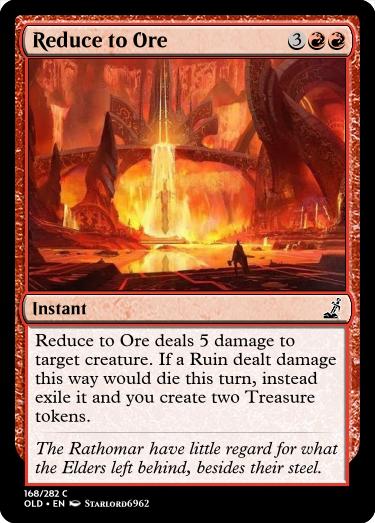 Reduce to Ore 3
Instant
Reduce to Ore deals 5 damage to
target creature. If a Ruin dealt damage
this way would die this turn, instead
exile it and you create two Treasure
tokens.
The Rathomar have little regard for what
the Elders left behind, besides their steel.
168/282 C
OLD • EN Starlord6962